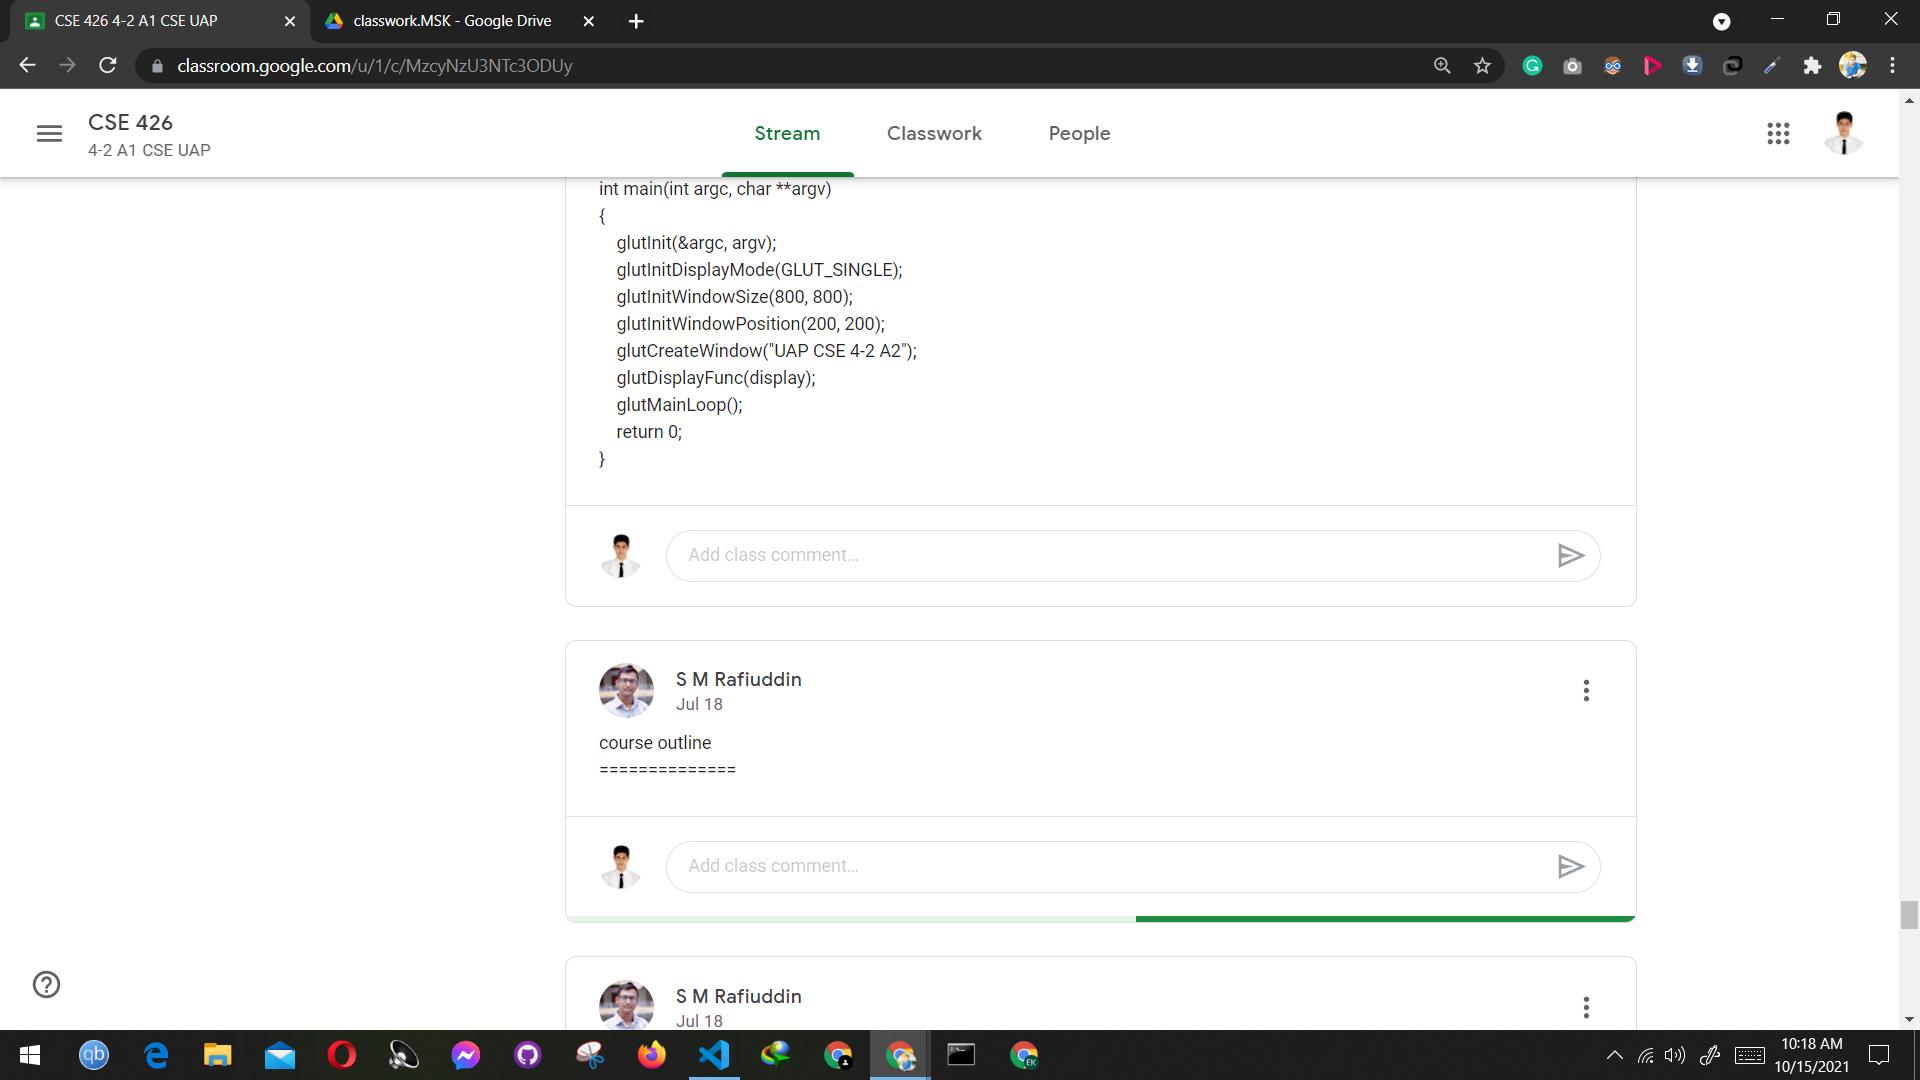 CSE 426 4-2 A1 CSE UAP
classwork.MSK - Google Drive
classroom.google.com/u/1/c/MzcyNzU3NTc3ODUy
CSE 426
4-2 A1 CSE UAP
Stream
Classwork
People
int main(int argc, char **argv)
{
glutInit(&argc, argv);
glutInitDisplayMode(GLUT_SINGLE);
glutInitWindowSize(800, 800);
glutInitWindowPosition(200, 200);
glutCreateWindow("UAP CSE 4-2 A2");
glutDisplayFunc(display);
glutMainLoop();
return 0;
}
Add class comment...
S M Rafiuddin
Jul 18
course outline
==============
Add class comment...
S M Rafiuddin
Jul 18
qb
EK
10:18 AM
10/15/2021